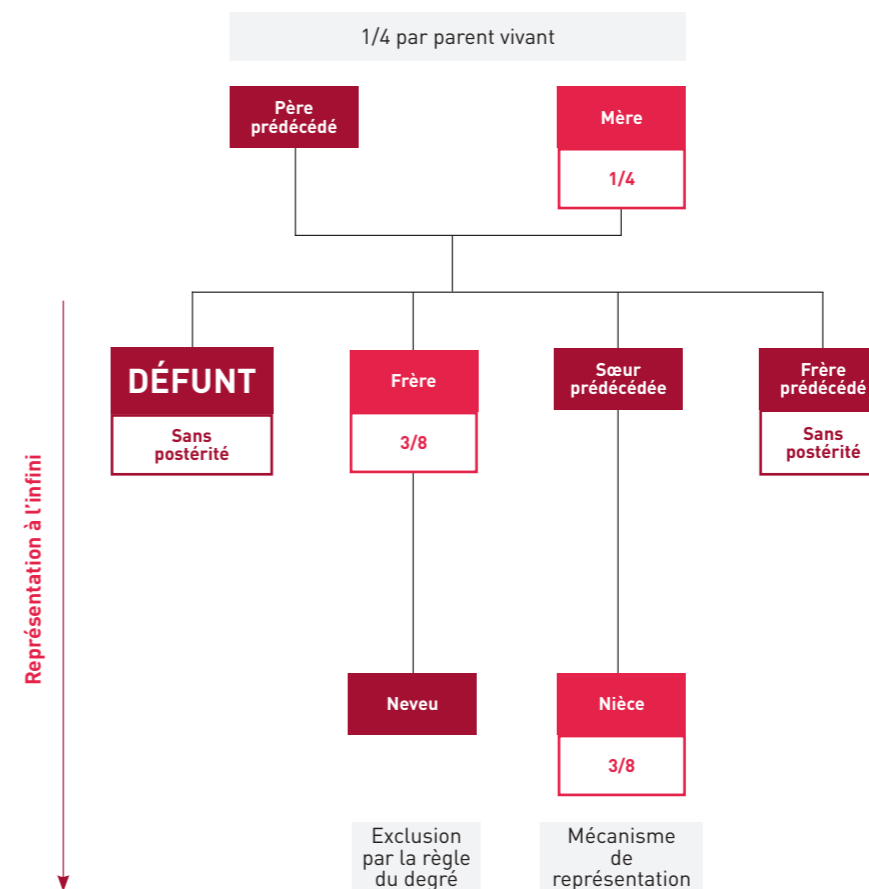 1/4 par parent vivant
Père
prédécédé
Mère
1/4
DÉFUNT
Sans
postérité
Frère
3/8
Sœur
prédécédée
Frère
prédécédé
Sans
postérité
Représentation à l'infini
Neveu
Nièce
3/8
Exclusion
par la règle
du degré
Mécanisme
de
représentation